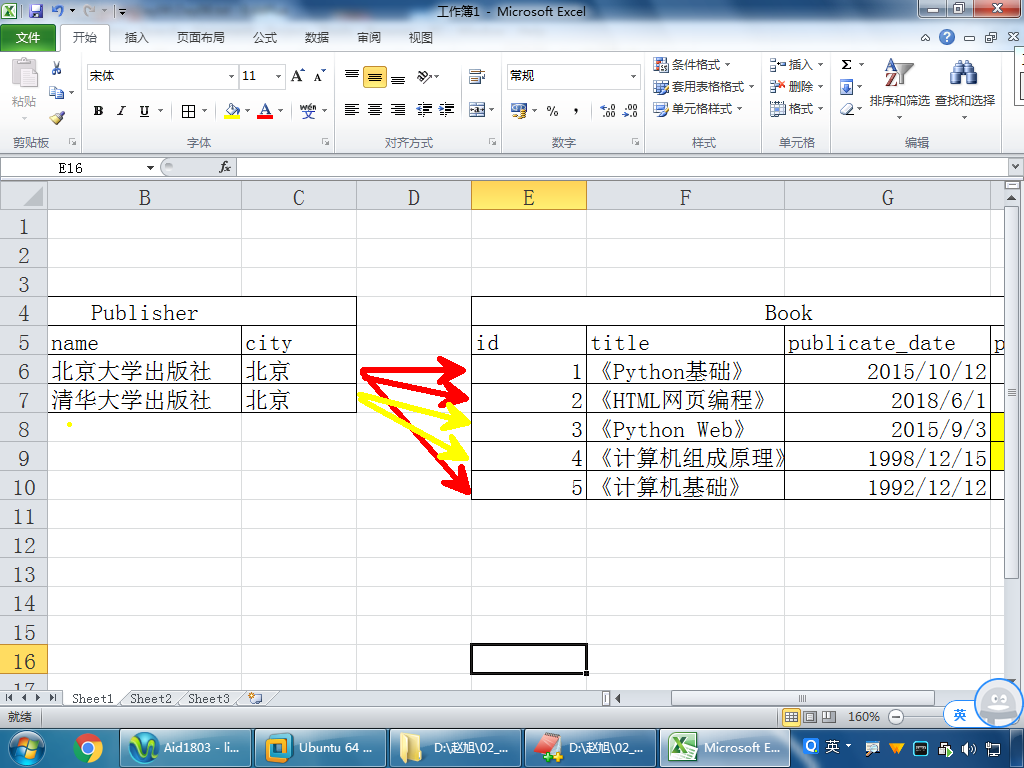 工作簿1 - Microsoft Excel
文件 开始 插入 页面布局 公式 数据 审阅 视图
宋体 11 常规 条件格式 插入
粘贴 套用表格格式 删除 排序和筛选 查找和选择
B I U A 单元格样式 格式
剪贴板 字体 对齐方式 数字 样式 单元格 编辑
E16 fx
B C D E F G
1
2
3
4 Publisher Book
5 name city id title publicate_date p
6 北京大学出版社 北京 1 《Python基础》 2015/10/12
7 清华大学出版社 北京 2 《HTML网页编程》 2018/6/1
8 3 《Python Web》 2015/9/3
9 4 《计算机组成原理》 1998/12/15
10 5 《计算机基础》 1992/12/12
11
12
13
14
15
16
17
Sheet1 Sheet2 Sheet3
就绪 160% 英
Aid1803 - li... Ubuntu 64 ... D:\赵旭\02_... D:\赵旭\02_... Microsoft E... 英